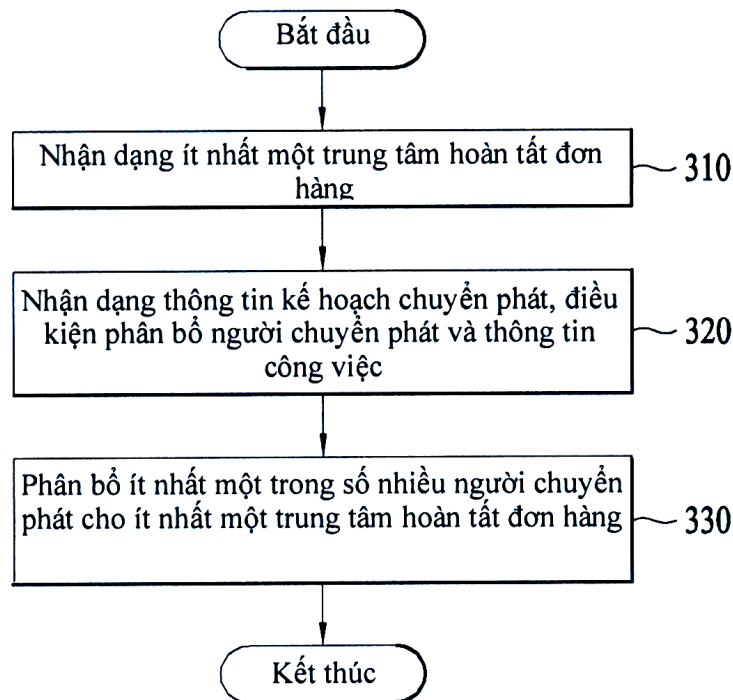 Bắt đầu
Nhận dạng ít nhất một trung tâm hoàn tất đơn
hàng
310
Nhận dạng thông tin kế hoạch chuyển phát, điều
kiện phân bổ người chuyển phát và thông tin
công việc
320
Phân bổ ít nhất một trong số nhiều người chuyển
phát cho ít nhất một trung tâm hoàn tất đơn hàng
330
Kết thúc